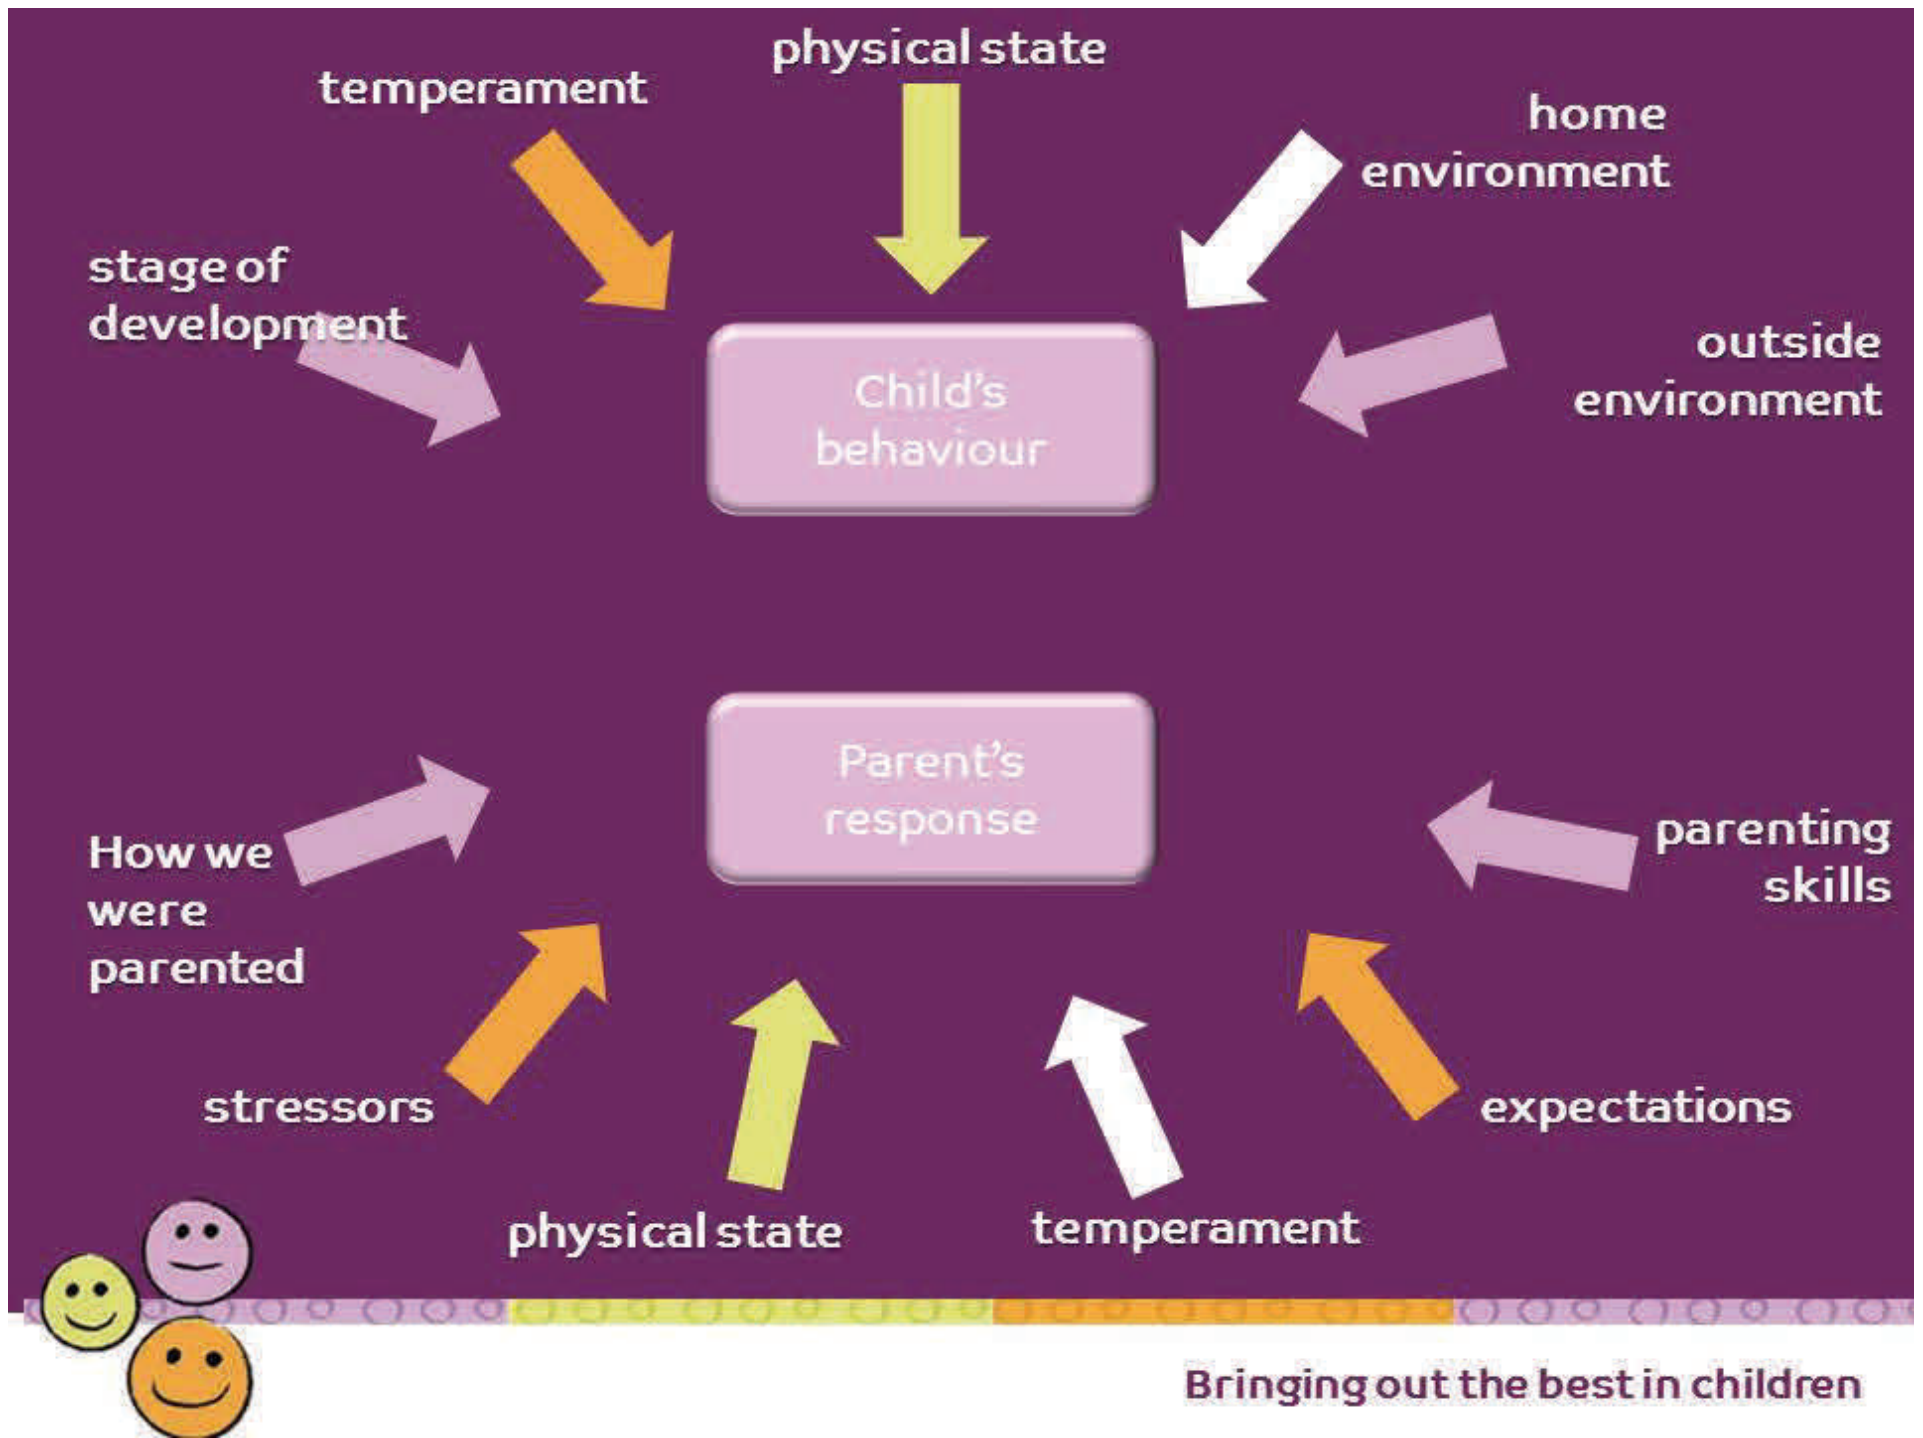 physical state
temperament
home
environment
stage of
development
outside
environment
Child's
behaviour
Parent's
response
How we
were
parented
parenting
skills
stressors
expectations
physical state
temperament
Bringing out the best in children